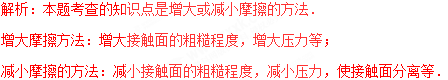 解析：本题考查的知识点是增大或减小摩擦的方法．
增大摩擦方法：增大接触面的粗糙程度，增大压力等；
减小摩擦的方法：减小接触面的粗糙程度，减小压力，使接触面分离等．